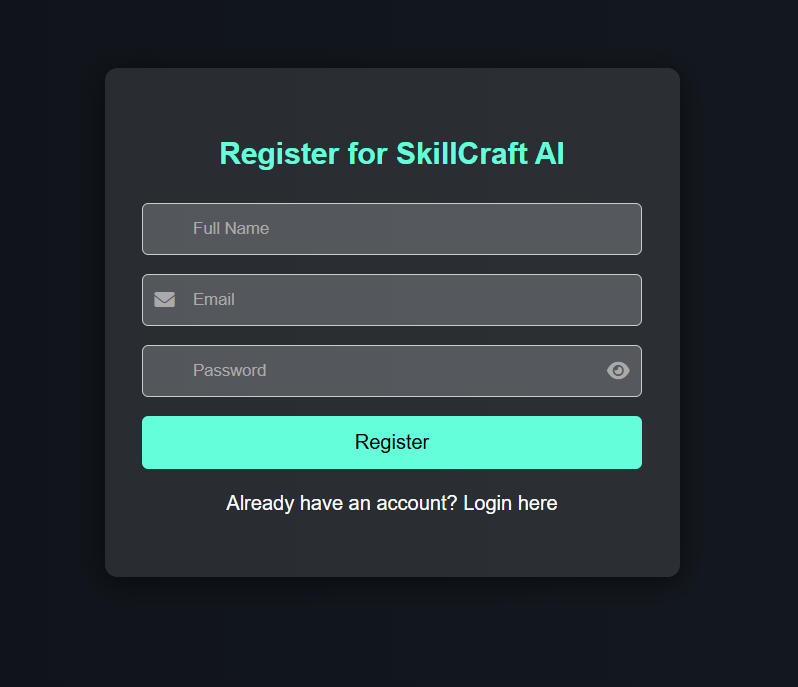 Register for SkillCraft AI
Full Name
Email
Password
Register
Already have an account? Login here